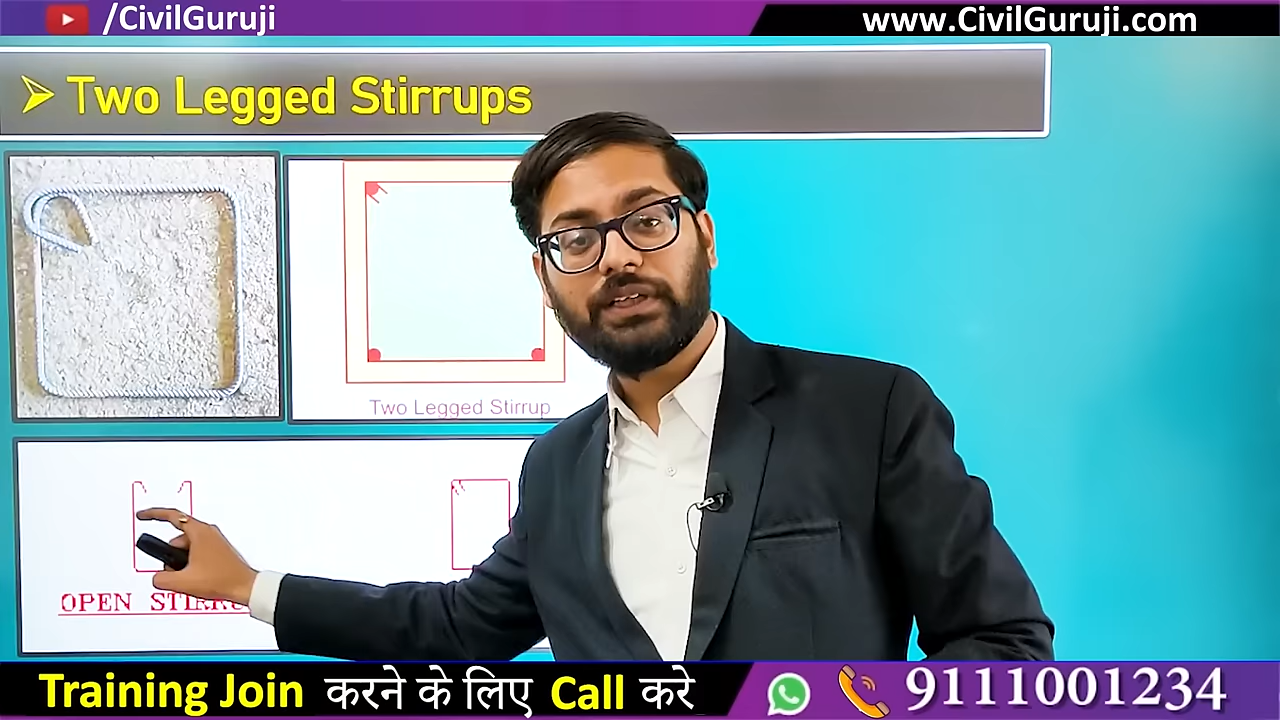 /CivilGuruji
www.CivilGuruji.com
Two Legged Stirrups
Two Legged Stirrup
OPEN
Training Join करने के लिए Call करे
9111001234